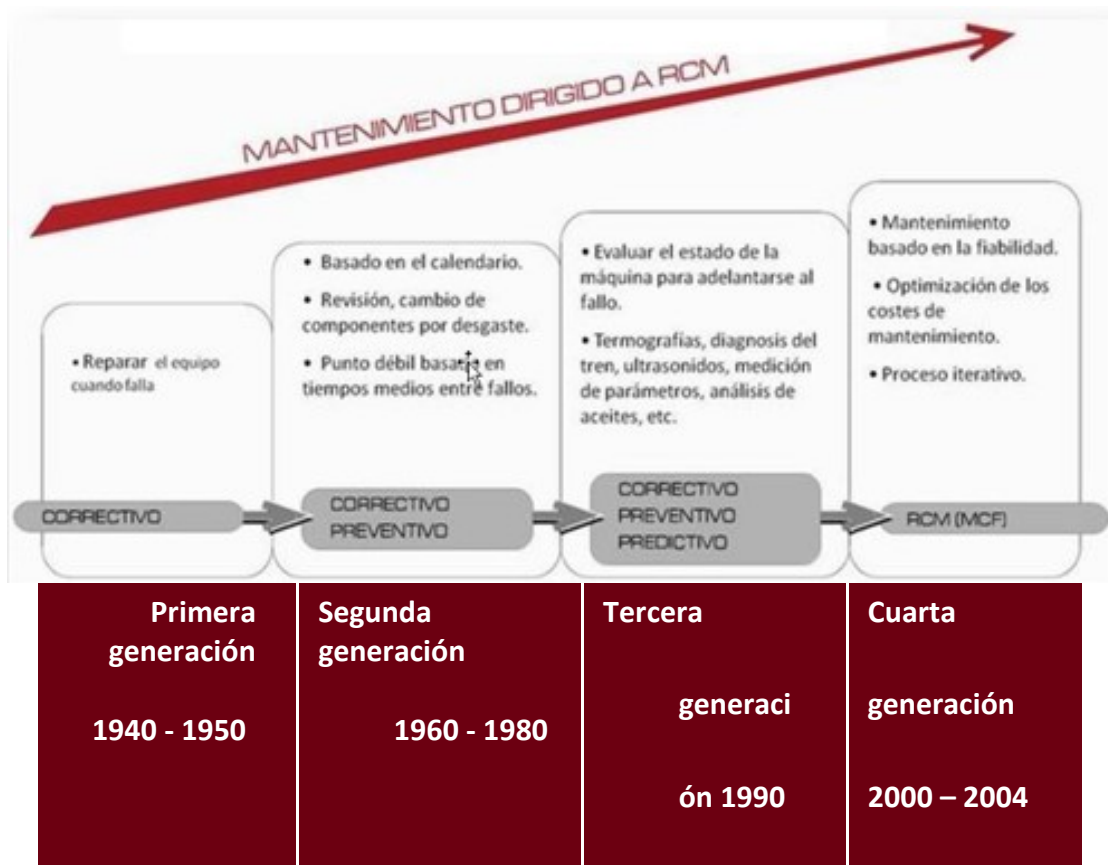 MANTENIMIENTO DIRIGIDO A RCM
• Reparar el equipo
cuando falla
CORRECTIVO
• Basado en el calendario.
• Revisión, cambio de
componentes por desgaste.
• Punto débil basado en
tiempos medios entre fallos.
CORRECTIVO
PREVENTIVO
• Evaluar el estado de la
máquina para adelantarse al
fallo.
• Termografías, diagnosis del
tren, ultrasonidos, medición
de parámetros, análisis de
aceites, etc.
CORRECTIVO
PREVENTIVO
PREDICTIVO
• Mantenimiento
basado en la fiabilidad.
• Optimización de los
costes de
mantenimiento.
• Proceso iterativo.
RCM (MCF)
Primera
generación
1940 - 1950
Segunda
generación
1960 - 1980
Tercera
generaci
ón 1990
Cuarta
generación
2000 – 2004